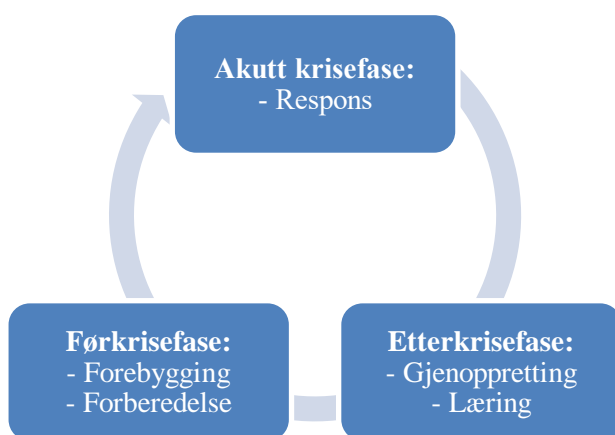 Akutt krisefase:
- Respons
Førkrisefase:
- Forebygging
- Forberedelse
Etterkrisefase:
- Gjenoppretting
- Læring